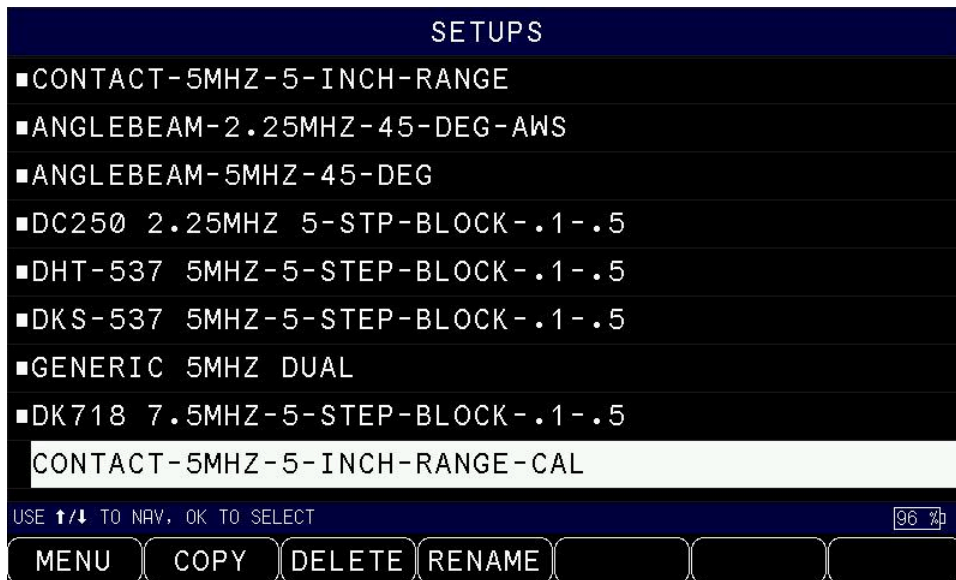 SETUPS
CONTACT-5MHZ-5-INCH-RANGE
ANGLEBEAM-2.25MHZ-45-DEG-AWS
ANGLEBEAM-5MHZ-45-DEG
DC250 2.25MHZ 5-STP-BLOCK-.1-.5
DHT-537 5MHZ-5-STEP-BLOCK-.1-.5
DKS-537 5MHZ-5-STEP-BLOCK-.1-.5
GENERIC 5MHZ DUAL
DK718 7.5MHZ-5-STEP-BLOCK-.1-.5
CONTACT-5MHZ-5-INCH-RANGE-CAL
USE ↑/↓ TO NAV, OK TO SELECT 96 %
MENU COPY DELETE RENAME